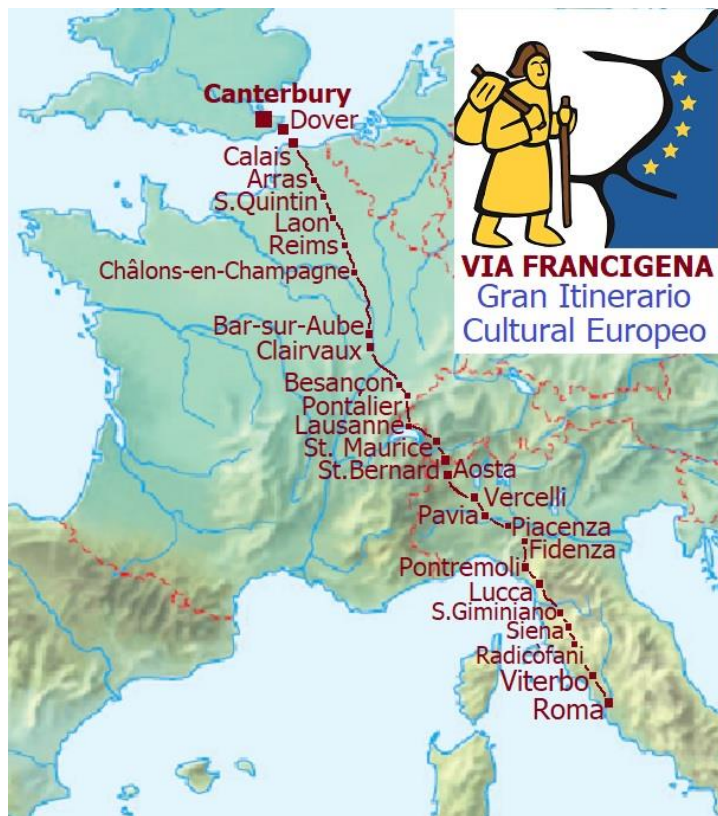 Canterbury
Dover
Calais
Arras
S.Quintin
Laon
Reims
Châlons-en-Champagne
Bar-sur-Aube
Clairvaux
Besançon
Pontalier
Lausanne
St. Maurice
St.Bernard
Aosta
Vercelli
Pavia
Piacenza
Fidenza
Pontremoli
Lucca
S.Giminiano
Siena
Radicofani
Viterbo
Roma
VIA FRANCIGENA
Gran Itinerario
Cultural Europeo